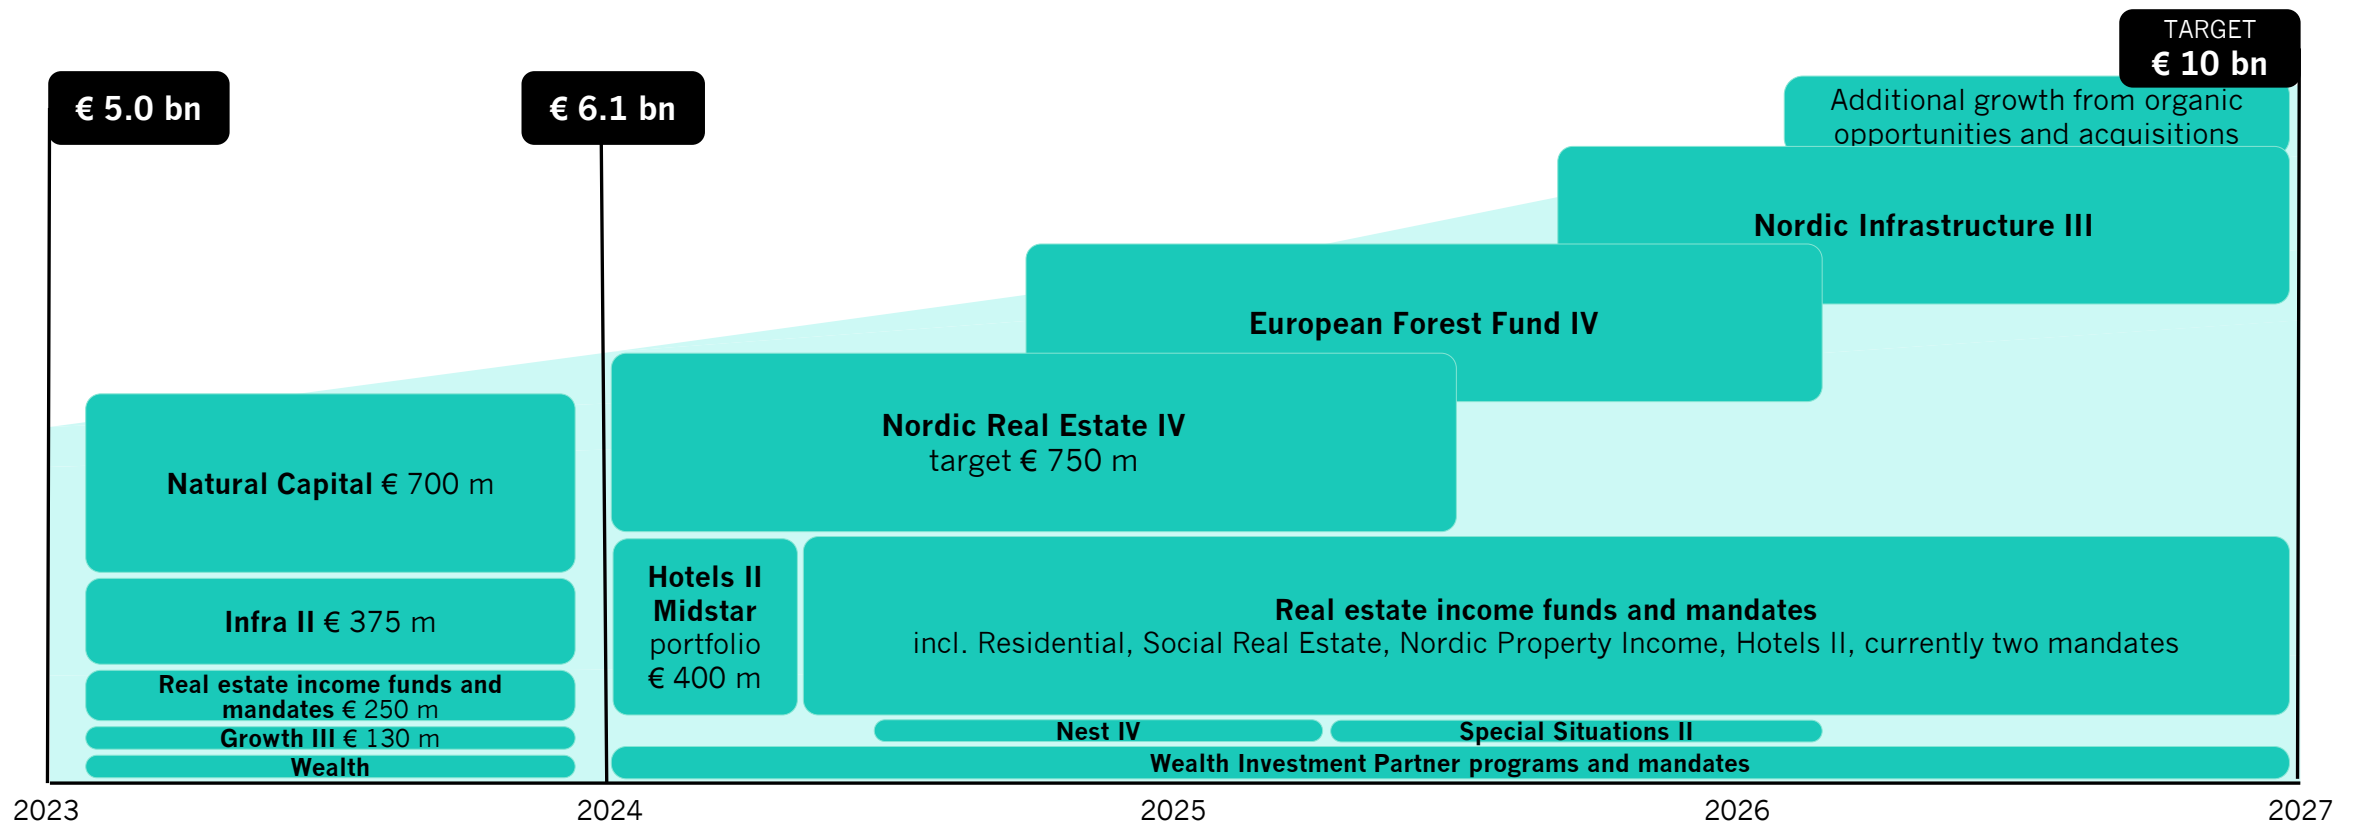 TARGET
€ 10 bn
€ 5.0 bn
€ 6.1 bn
Additional growth from organic
opportunities and acquisitions
Nordic Infrastructure III
European Forest Fund IV
Nordic Real Estate IV
target € 750 m
Natural Capital € 700 m
Infra II € 375 m
Real estate income funds and
mandates € 250 m
Growth III € 130 m
Wealth
Hotels II
Midstar
portfolio
€ 400 m
Real estate income funds and mandates
incl. Residential, Social Real Estate, Nordic Property Income, Hotels II, currently two mandates
Nest IV
Special Situations II
Wealth Investment Partner programs and mandates
2023
2024
2025
2026
2027